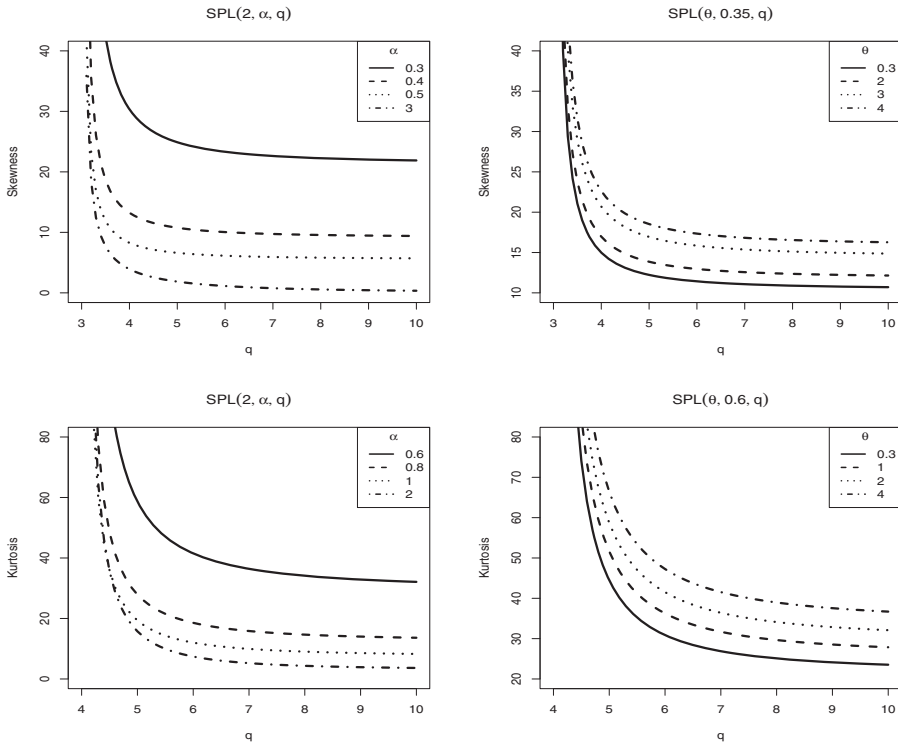 SPL(2, α, q)
40
30
20
10
0
Skewness
3 4 5 6 7 8 9 10
q
α
0.3
0.4
0.5
3
SPL(θ, 0.35, q)
40
35
30
25
20
15
10
Skewness
3 4 5 6 7 8 9 10
q
θ
0.3
2
3
4
SPL(2, α, q)
80
60
40
20
0
Kurtosis
4 5 6 7 8 9 10
q
α
0.6
0.8
1
2
SPL(θ, 0.6, q)
80
70
60
50
40
30
20
Kurtosis
4 5 6 7 8 9 10
q
θ
0.3
1
2
4